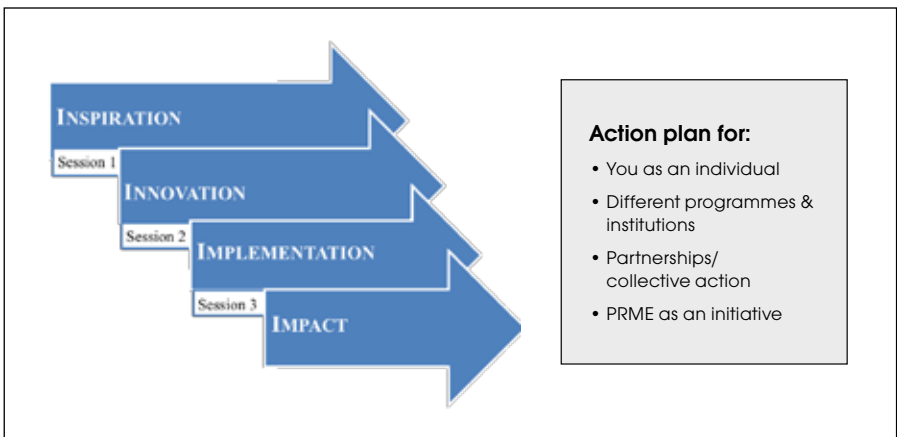 INSPIRATION
Session 1
INNOVATION
Session 2
IMPLEMENTATION
Session 3
IMPACT
Action plan for:
• You as an individual
• Different programmes &
institutions
• Partnerships/
collective action
• PRME as an initiative